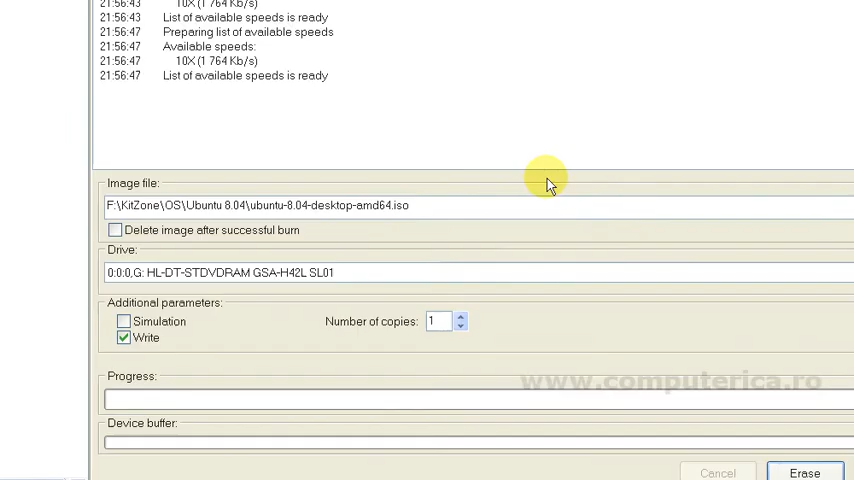 21:56:43 10X (1 764 Kb/s)
21:56:43 List of available speeds is ready
21:56:47 Preparing list of available speeds
21:56:47 Available speeds:
21:56:47 10X (1 764 Kb/s)
21:56:47 List of available speeds is ready
Image file:
F:\KitZone\OS\Ubuntu 8.04\ubuntu-8.04-desktop-amd64.iso
Delete image after successful burn
Drive:
0:0:0,G: HL-DT-STDVDRAM GSA-H42L SL01
Additional parameters:
Simulation Number of copies: 1
Write
Progress:
www.computerica.ro
Device buffer:
Cancel Erase